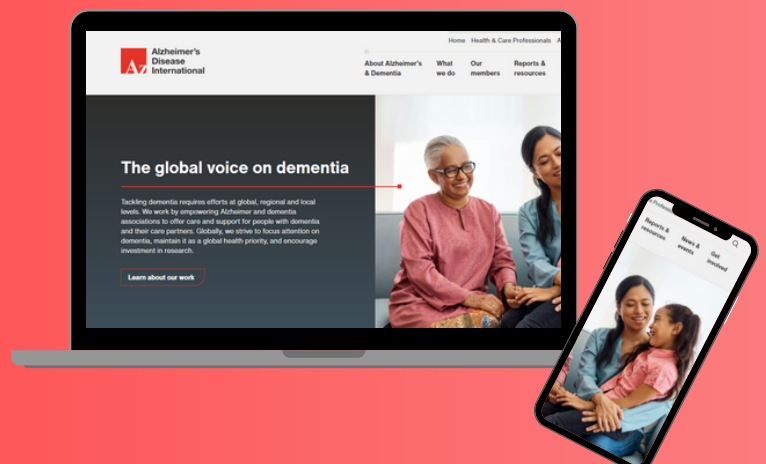 Alzheimer's
Disease
International
Az
Home Health & Care Professionals A
About Alzheimer's
& Dementia
What
we do
Our
members
Reports &
resources
The global voice on dementia
Tackling dementia requires efforts at global, regional and local
levels. We work by empowering Alzheimer and dementia
associations to offer care and support for people with dementia
and their care partners. Globally, we strive to focus attention on
dementia, maintain it as a global health priority, and encourage
investment in research.
Learn about our work
Reports &
resources
News &
events
Get
involved